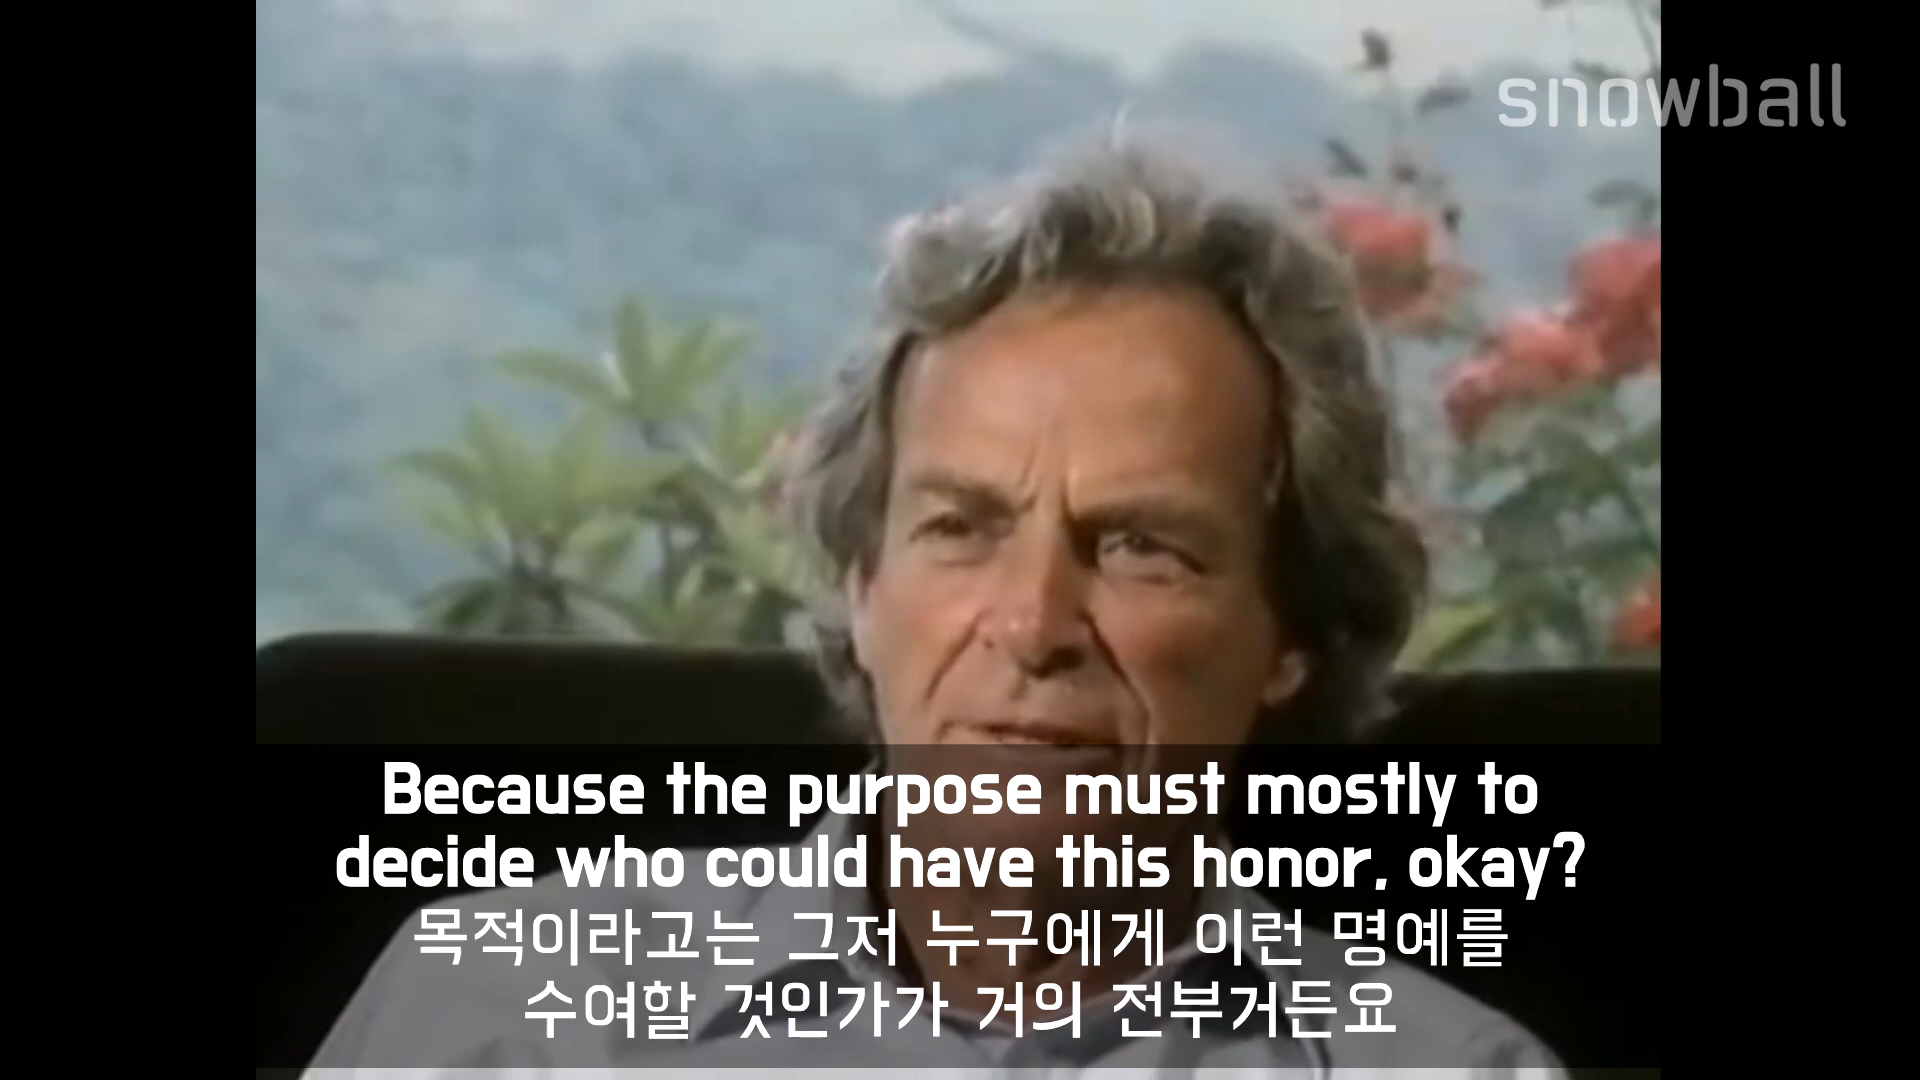 snowball
Because the purpose must mostly to
decide who could have this honor, okay?
목적이라고는 그저 누구에게 이런 명예를
수여할 것인가가 거의 전부거든요